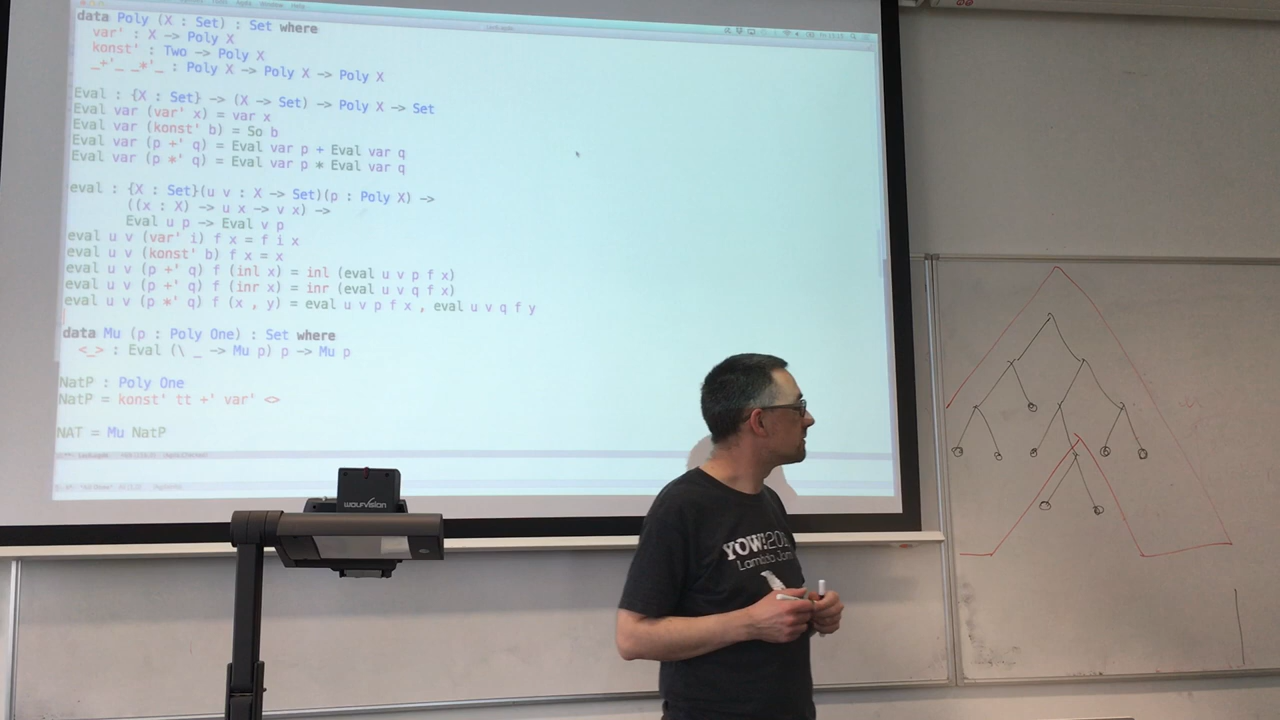 data Poly (X : Set) : Set where
var' : X -> Poly X
konst' : Two -> Poly X
_+'_ _*'_ : Poly X -> Poly X -> Poly X
Eval : {X : Set} -> (X -> Set) -> Poly X -> Set
Eval var (var' x) = var x
Eval var (konst' b) = So b
Eval var (p +' q) = Eval var p + Eval var q
Eval var (p *' q) = Eval var p * Eval var q
eval : {X : Set}(u v : X -> Set)(p : Poly X) ->
((x : X) -> u x -> v x) ->
Eval u p -> Eval v p
eval u v (var' i) f x = f i x
eval u v (konst' b) f x = x
eval u v (p +' q) f (inl x) = inl (eval u v p f x)
eval u v (p +' q) f (inr x) = inr (eval u v q f x)
eval u v (p *' q) f (x , y) = eval u v p f x , eval u v q f y
data Mu (p : Poly One) : Set where
<_> : Eval (\ _ -> Mu p) p -> Mu p
NatP : Poly One
NatP = konst' tt +' var' <>
NAT = Mu NatP
wolfvision
YOW! 20
Lambda Jam